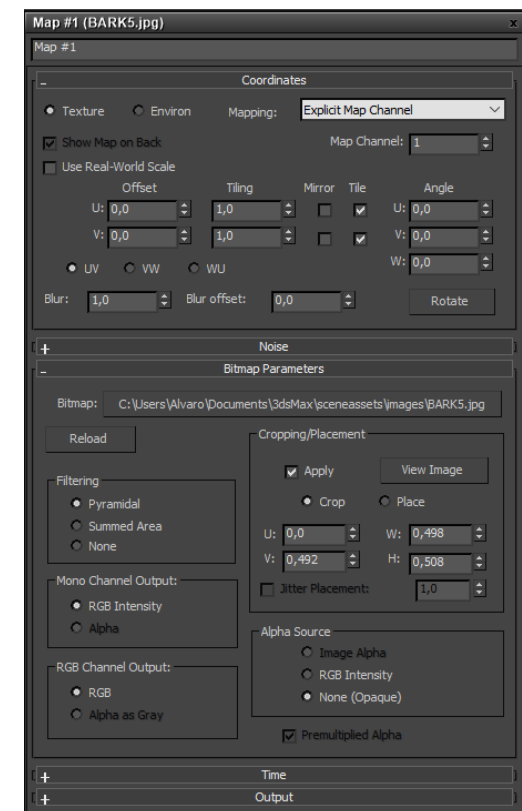 Map #1 (BARK5.jpg) x
Map #1
- Coordinates
Texture Environ Mapping: Explicit Map Channel
Show Map on Back Map Channel: 1
Use Real-World Scale
Offset Tiling Mirror Tile Angle
U: 0,0 1,0 U: 0,0
V: 0,0 1,0 V: 0,0
W: 0,0
UV VW WU
Blur: 1,0 Blur offset: 0,0 Rotate
+ Noise
- Bitmap Parameters
Bitmap: C:\Users\Alvaro\Documents\3dsMax\sceneassets\images\BARK5.jpg
Reload
Filtering
Pyramidal
Summed Area
None
Mono Channel Output:
RGB Intensity
Alpha
RGB Channel Output:
RGB
Alpha as Gray
Cropping/Placement
Apply View Image
Crop Place
U: 0,0 W: 0,498
V: 0,492 H: 0,508
Jitter Placement: 1,0
Alpha Source
Image Alpha
RGB Intensity
None (Opaque)
Premultiplied Alpha
+ Time
+ Output